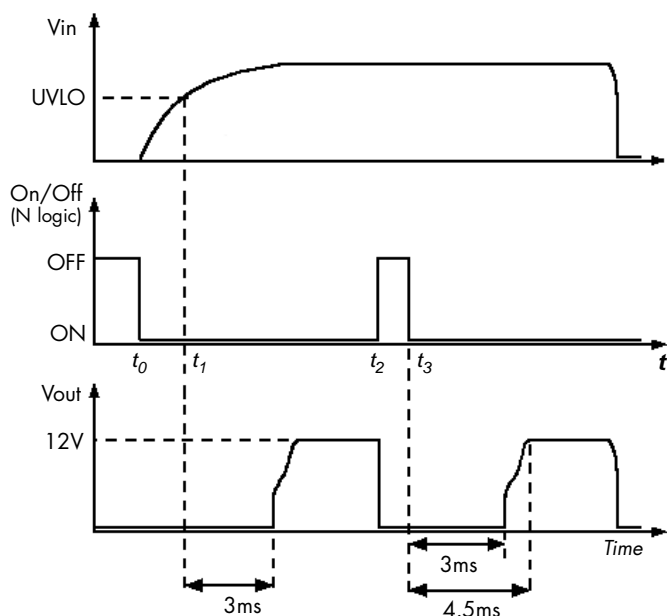 Vin
UVLO
On/Off
(N logic)
OFF
ON
t0 t1 t2 t3 t
Vout
12V
Time
3ms
3ms
4.5ms